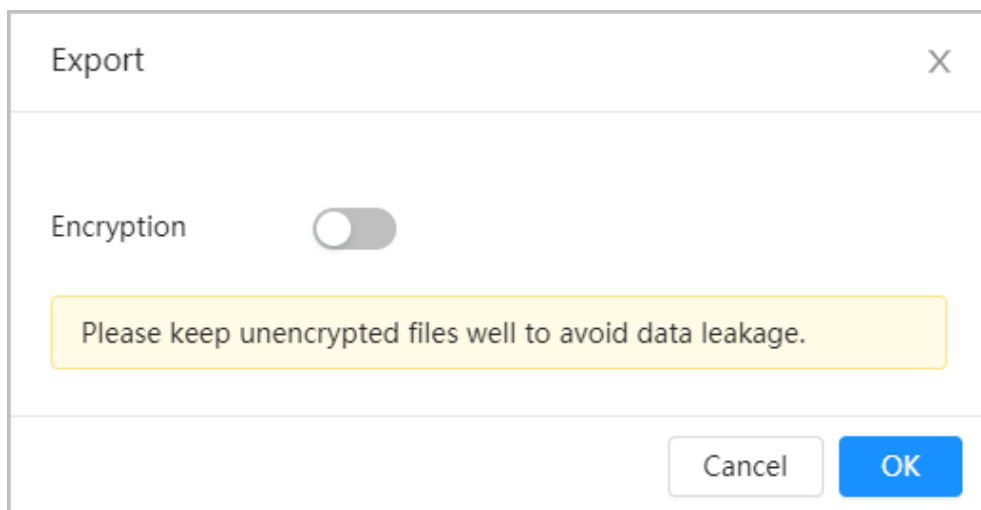 Export
X
Encryption
Please keep unencrypted files well to avoid data leakage.
Cancel
OK